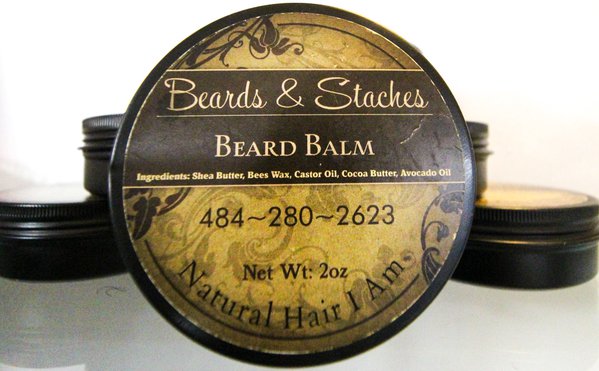 Beards & Staches
Beard Balm
Ingredients: Shea Butter, Bees Wax, Castor Oil, Cocoa Butter, Avocado Oil
484~280~2623
Net Wt: 2oz
Natural Hair I Am